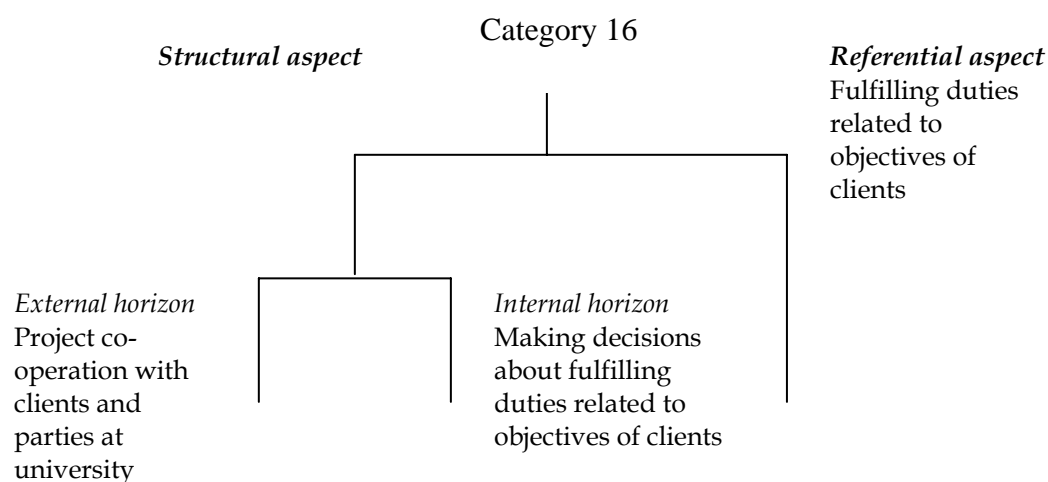 Category 16
Structural aspect
Referential aspect
Fulfilling duties
related to
objectives of
clients
External horizon
Project co-
operation with
clients and
parties at
university
Internal horizon
Making decisions
about fulfilling
duties related to
objectives of clients